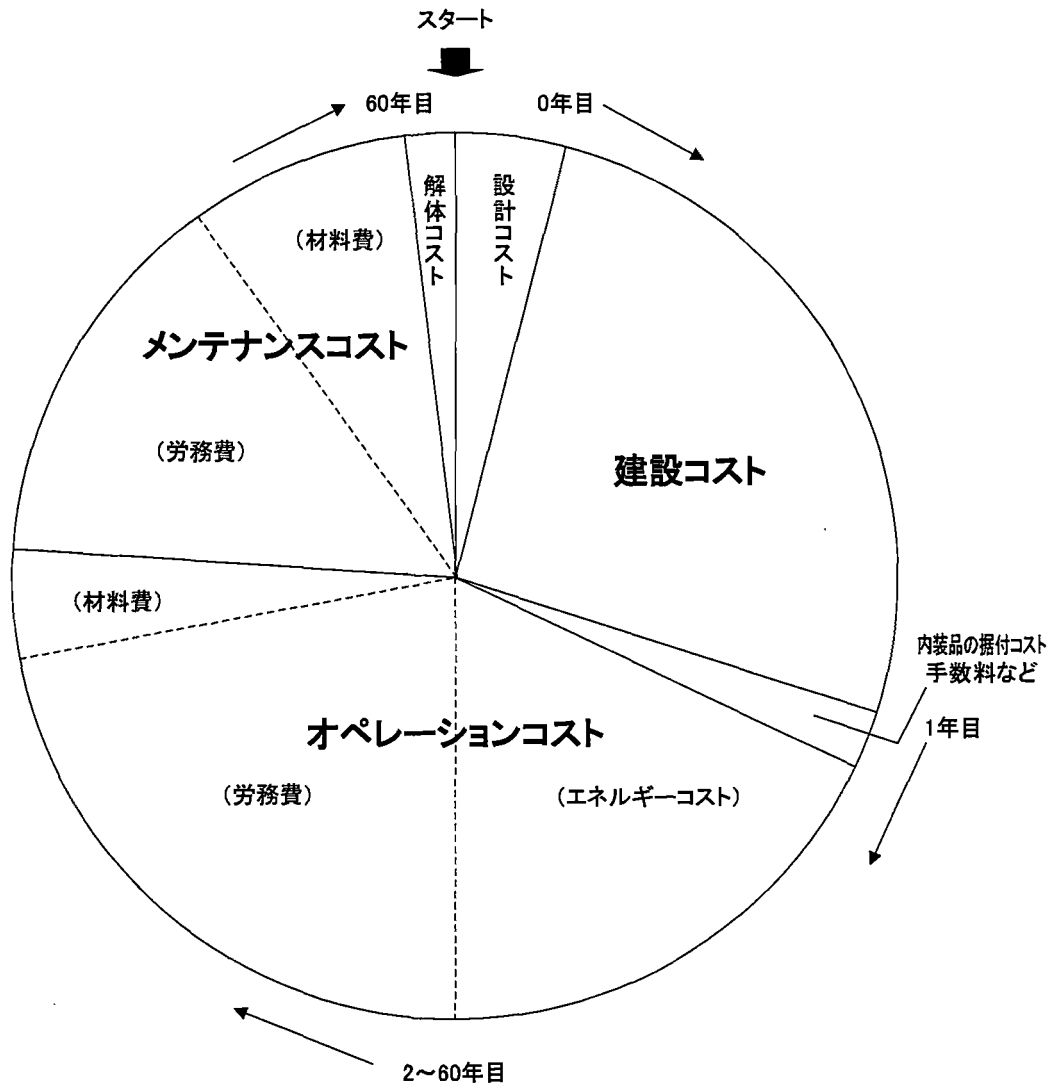 スタート
60年目
0年目
解体コスト
設計コスト
(材料費)
メンテナンスコスト
(労務費)
建設コスト
(材料費)
内装品の据付コスト
手数料など
1年目
オペレーションコスト
(労務費)
(エネルギーコスト)
2～60年目